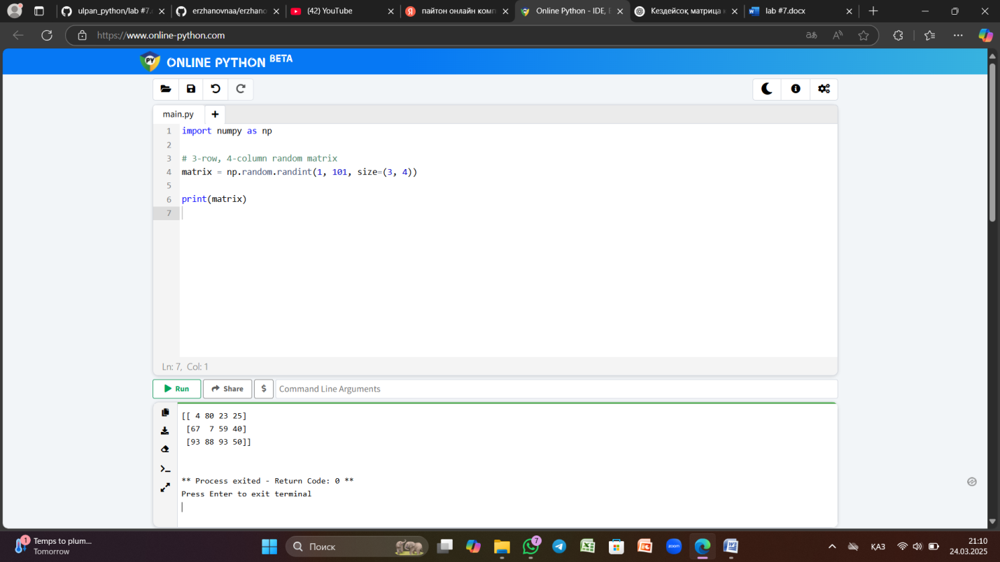 ulpan_python/lab #7.
erzhanovnaa/erzhano
(42) YouTube
пайтон онлайн комп
Online Python - IDE, E
Кездейсоқ матрица
lab #7.docx
https://www.online-python.com
PY ONLINE PYTHON BETA
main.py +
1 import numpy as np
2
3 # 3-row, 4-column random matrix
4 matrix = np.random.randint(1, 101, size=(3, 4))
5
6 print(matrix)
7
Ln: 7, Col: 1
Run Share $ Command Line Arguments
[[ 4 80 23 25]
[67 7 59 40]
[93 88 93 50]]
** Process exited - Return Code: 0 **
Press Enter to exit terminal
1 Temps to plum...
Tomorrow
Поиск
7
zoom
ҚАЗ
21:10
24.03.2025